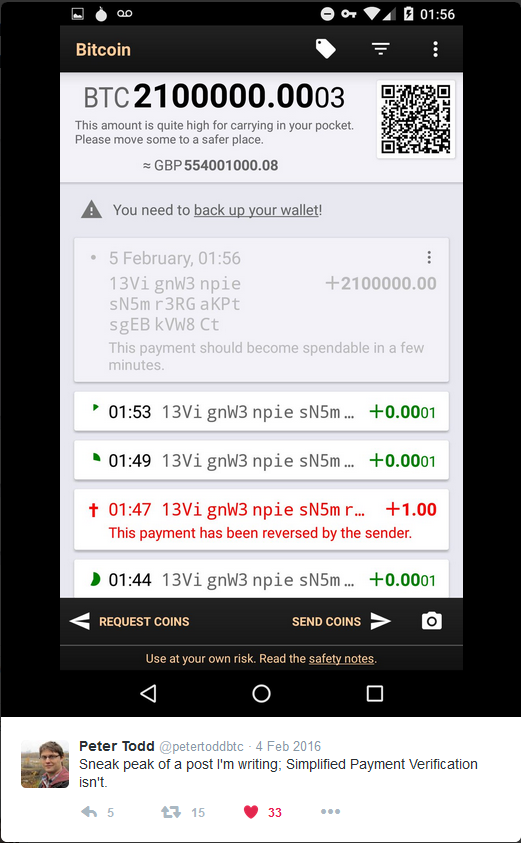 01:56
Bitcoin
BTC 2100000.0003
This amount is quite high for carrying in your pocket.
Please move some to a safer place.
≈ GBP 554001000.08
You need to back up your wallet!
• 5 February, 01:56
13Vi gnW3 npie +2100000.00
sN5m r3RG aKPt
sgEB kVW8 Ct
This payment should become spendable in a few
minutes.
01:53 13Vi gnW3 npie sN5m ... +0.0001
01:49 13Vi gnW3 npie sN5m ... +0.0001
01:47 13Vi gnW3 npie sN5m r... +1.00
This payment has been reversed by the sender.
01:44 13Vi gnW3 npie sN5m ... +0.0001
REQUEST COINS SEND COINS
Use at your own risk. Read the safety notes.
Peter Todd @petertoddbtc · 4 Feb 2016
Sneak peak of a post I'm writing; Simplified Payment Verification
isn't.
5 15 33